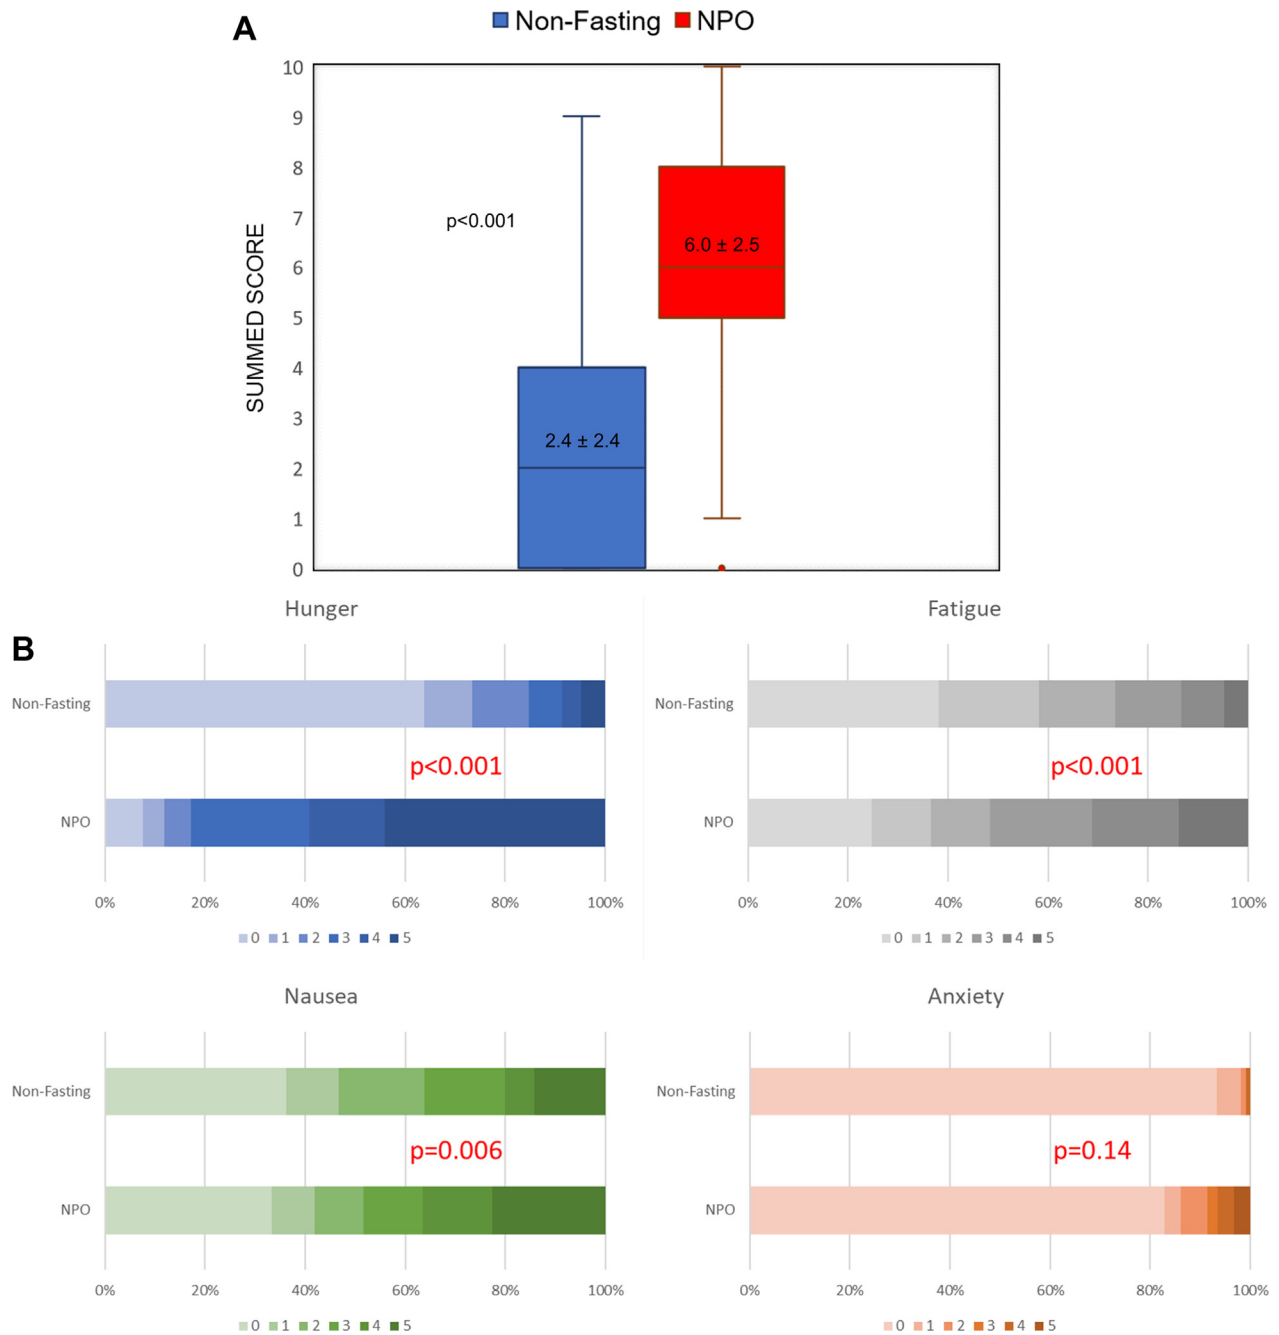 A
Non-Fasting NPO
10
9
8
7
6
5
4
3
2
1
0
SUMMED SCORE
p<0.001
6.0 ± 2.5
2.4 ± 2.4
B
Hunger
Non-Fasting
p<0.001
NPO
0% 20% 40% 60% 80% 100%
0 1 2 3 4 5
Fatigue
Non-Fasting
p<0.001
NPO
0% 20% 40% 60% 80% 100%
0 1 2 3 4 5
Nausea
Non-Fasting
p=0.006
NPO
0% 20% 40% 60% 80% 100%
0 1 2 3 4 5
Anxiety
Non-Fasting
p=0.14
NPO
0% 20% 40% 60% 80% 100%
0 1 2 3 4 5